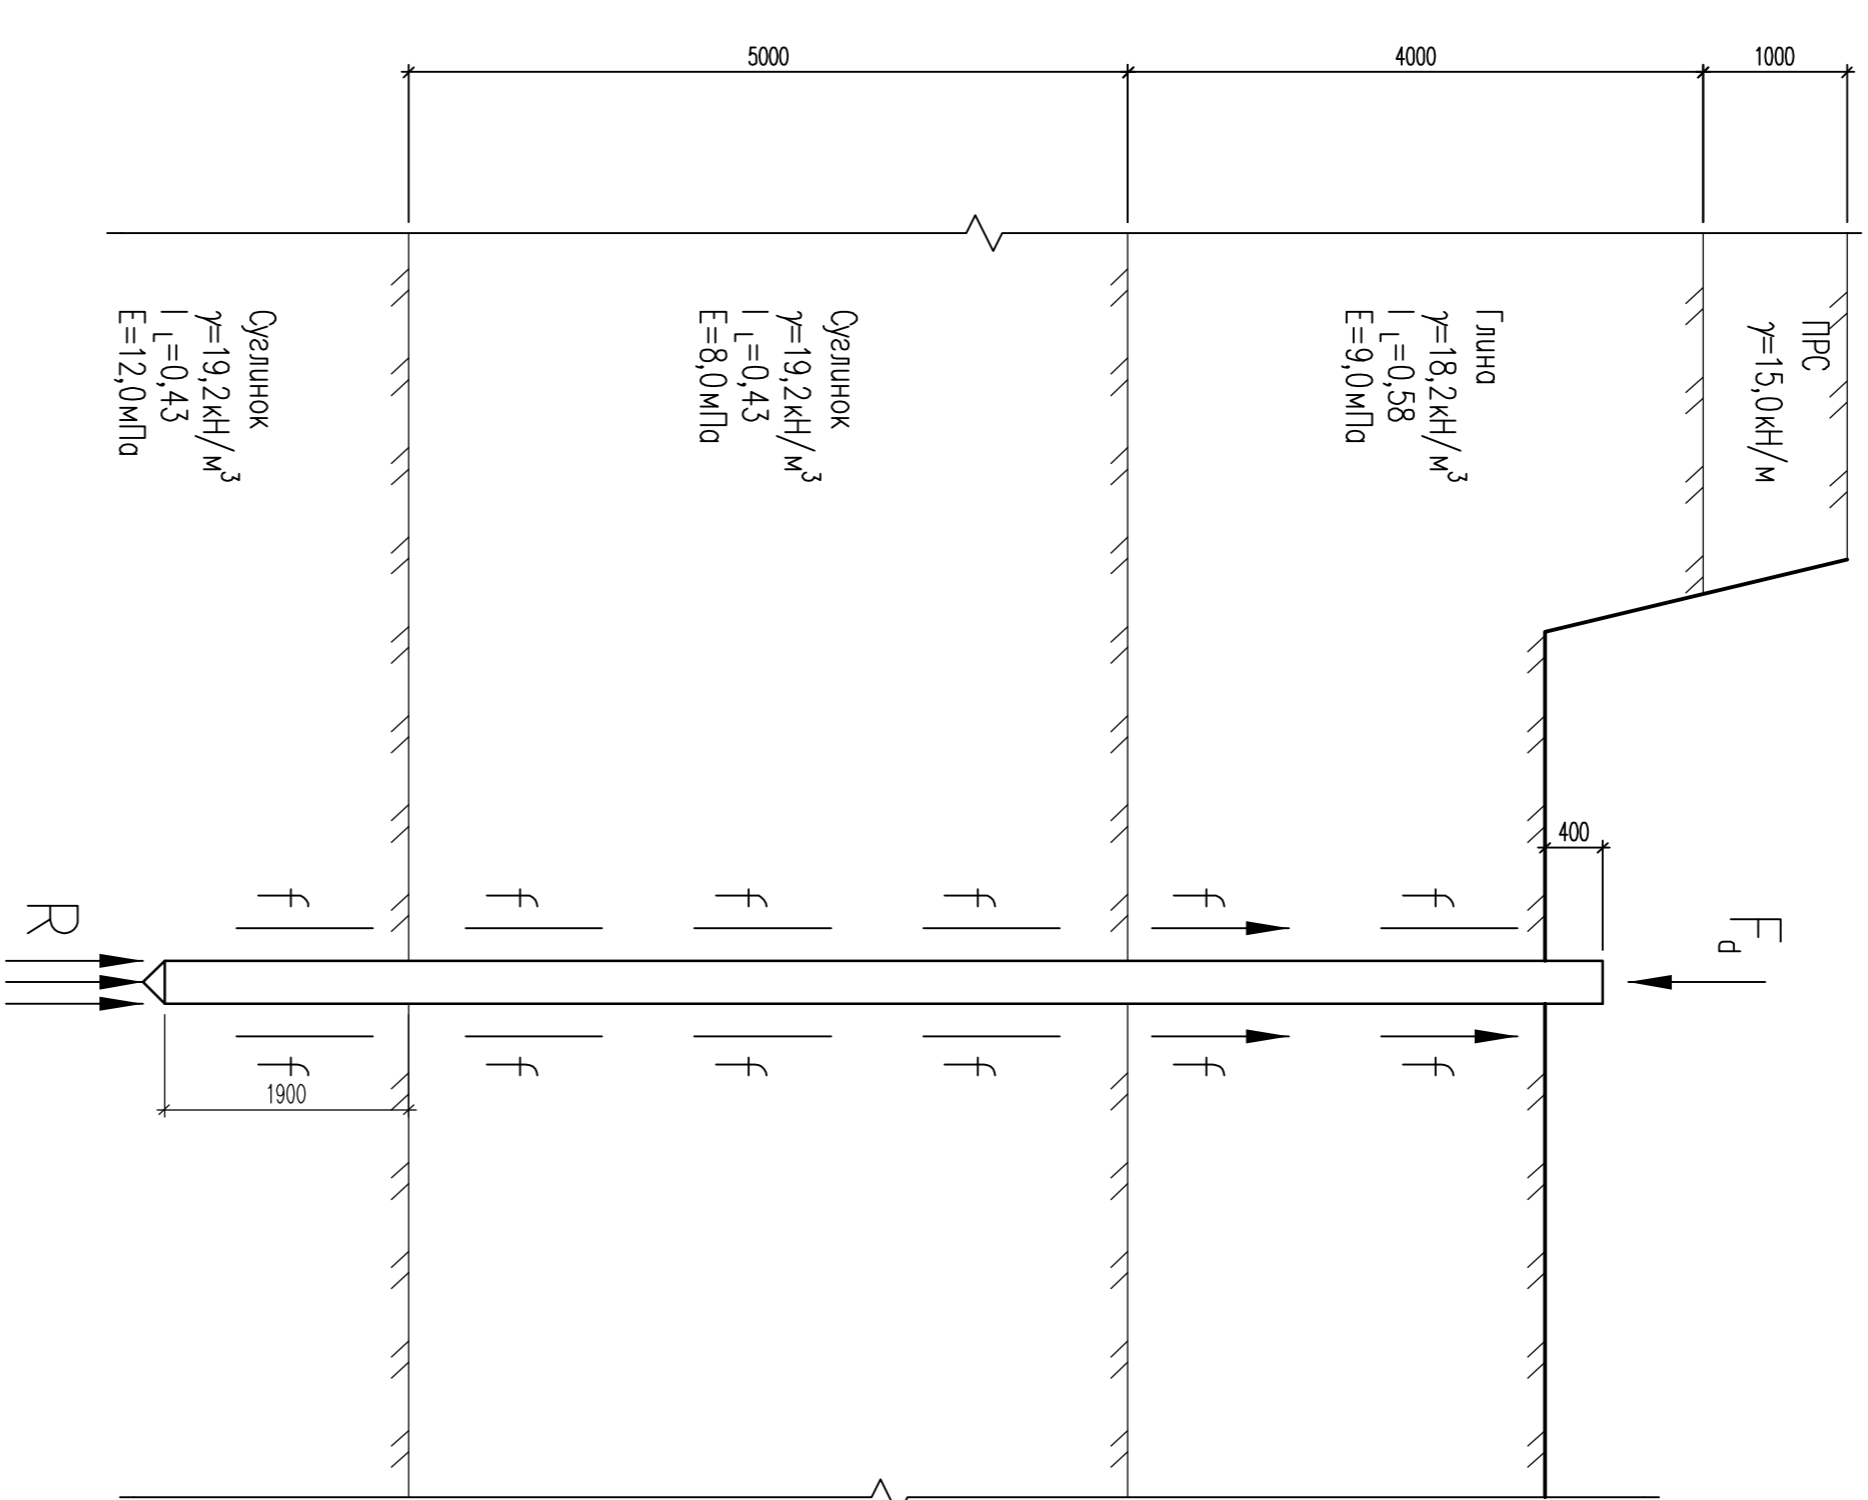 1000
4000
5000
ПРС
γ=15,0кН/м
Глина
γ=18,2кН/м³
I L=0,58
E=9,0мПа
Суглинок
γ=19,2кН/м³
I L=0,43
E=8,0мПа
Суглинок
γ=19,2кН/м³
I L=0,43
E=12,0мПа
400
F d
f
f
f
f
f
f
f
f
f
f
f
f
1900
R